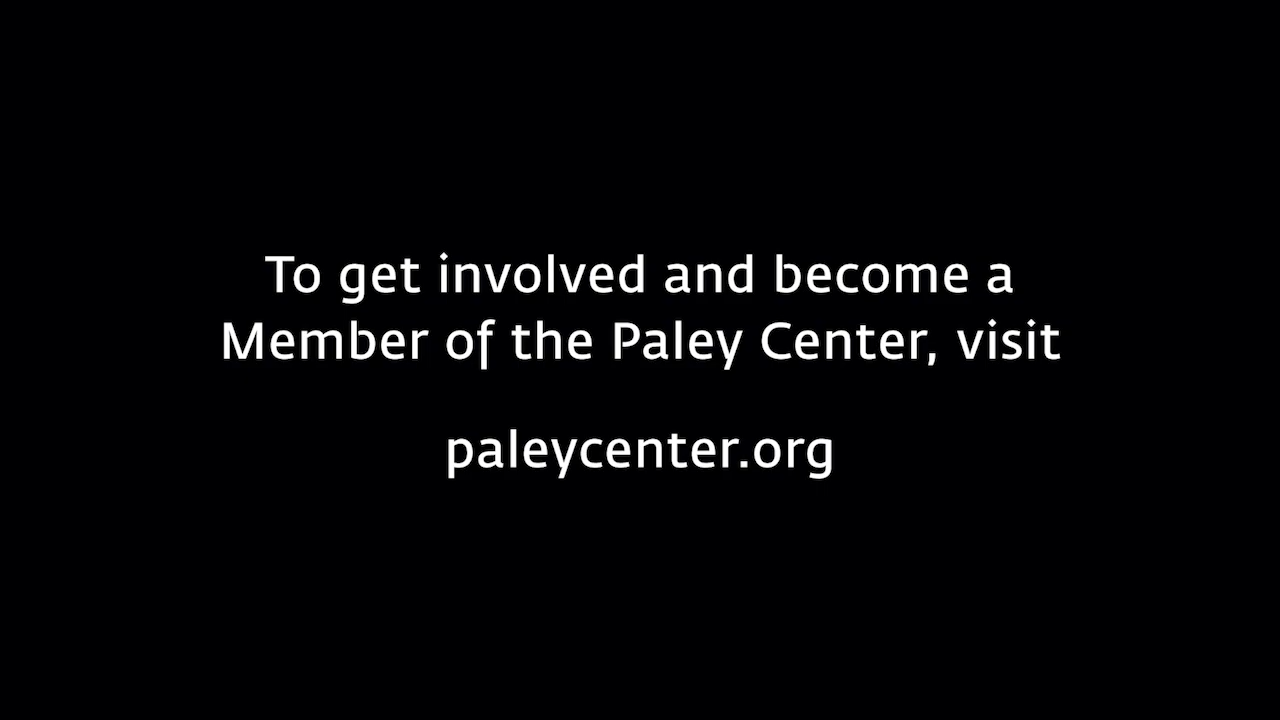 To get involved and become a
Member of the Paley Center, visit
paleycenter.org